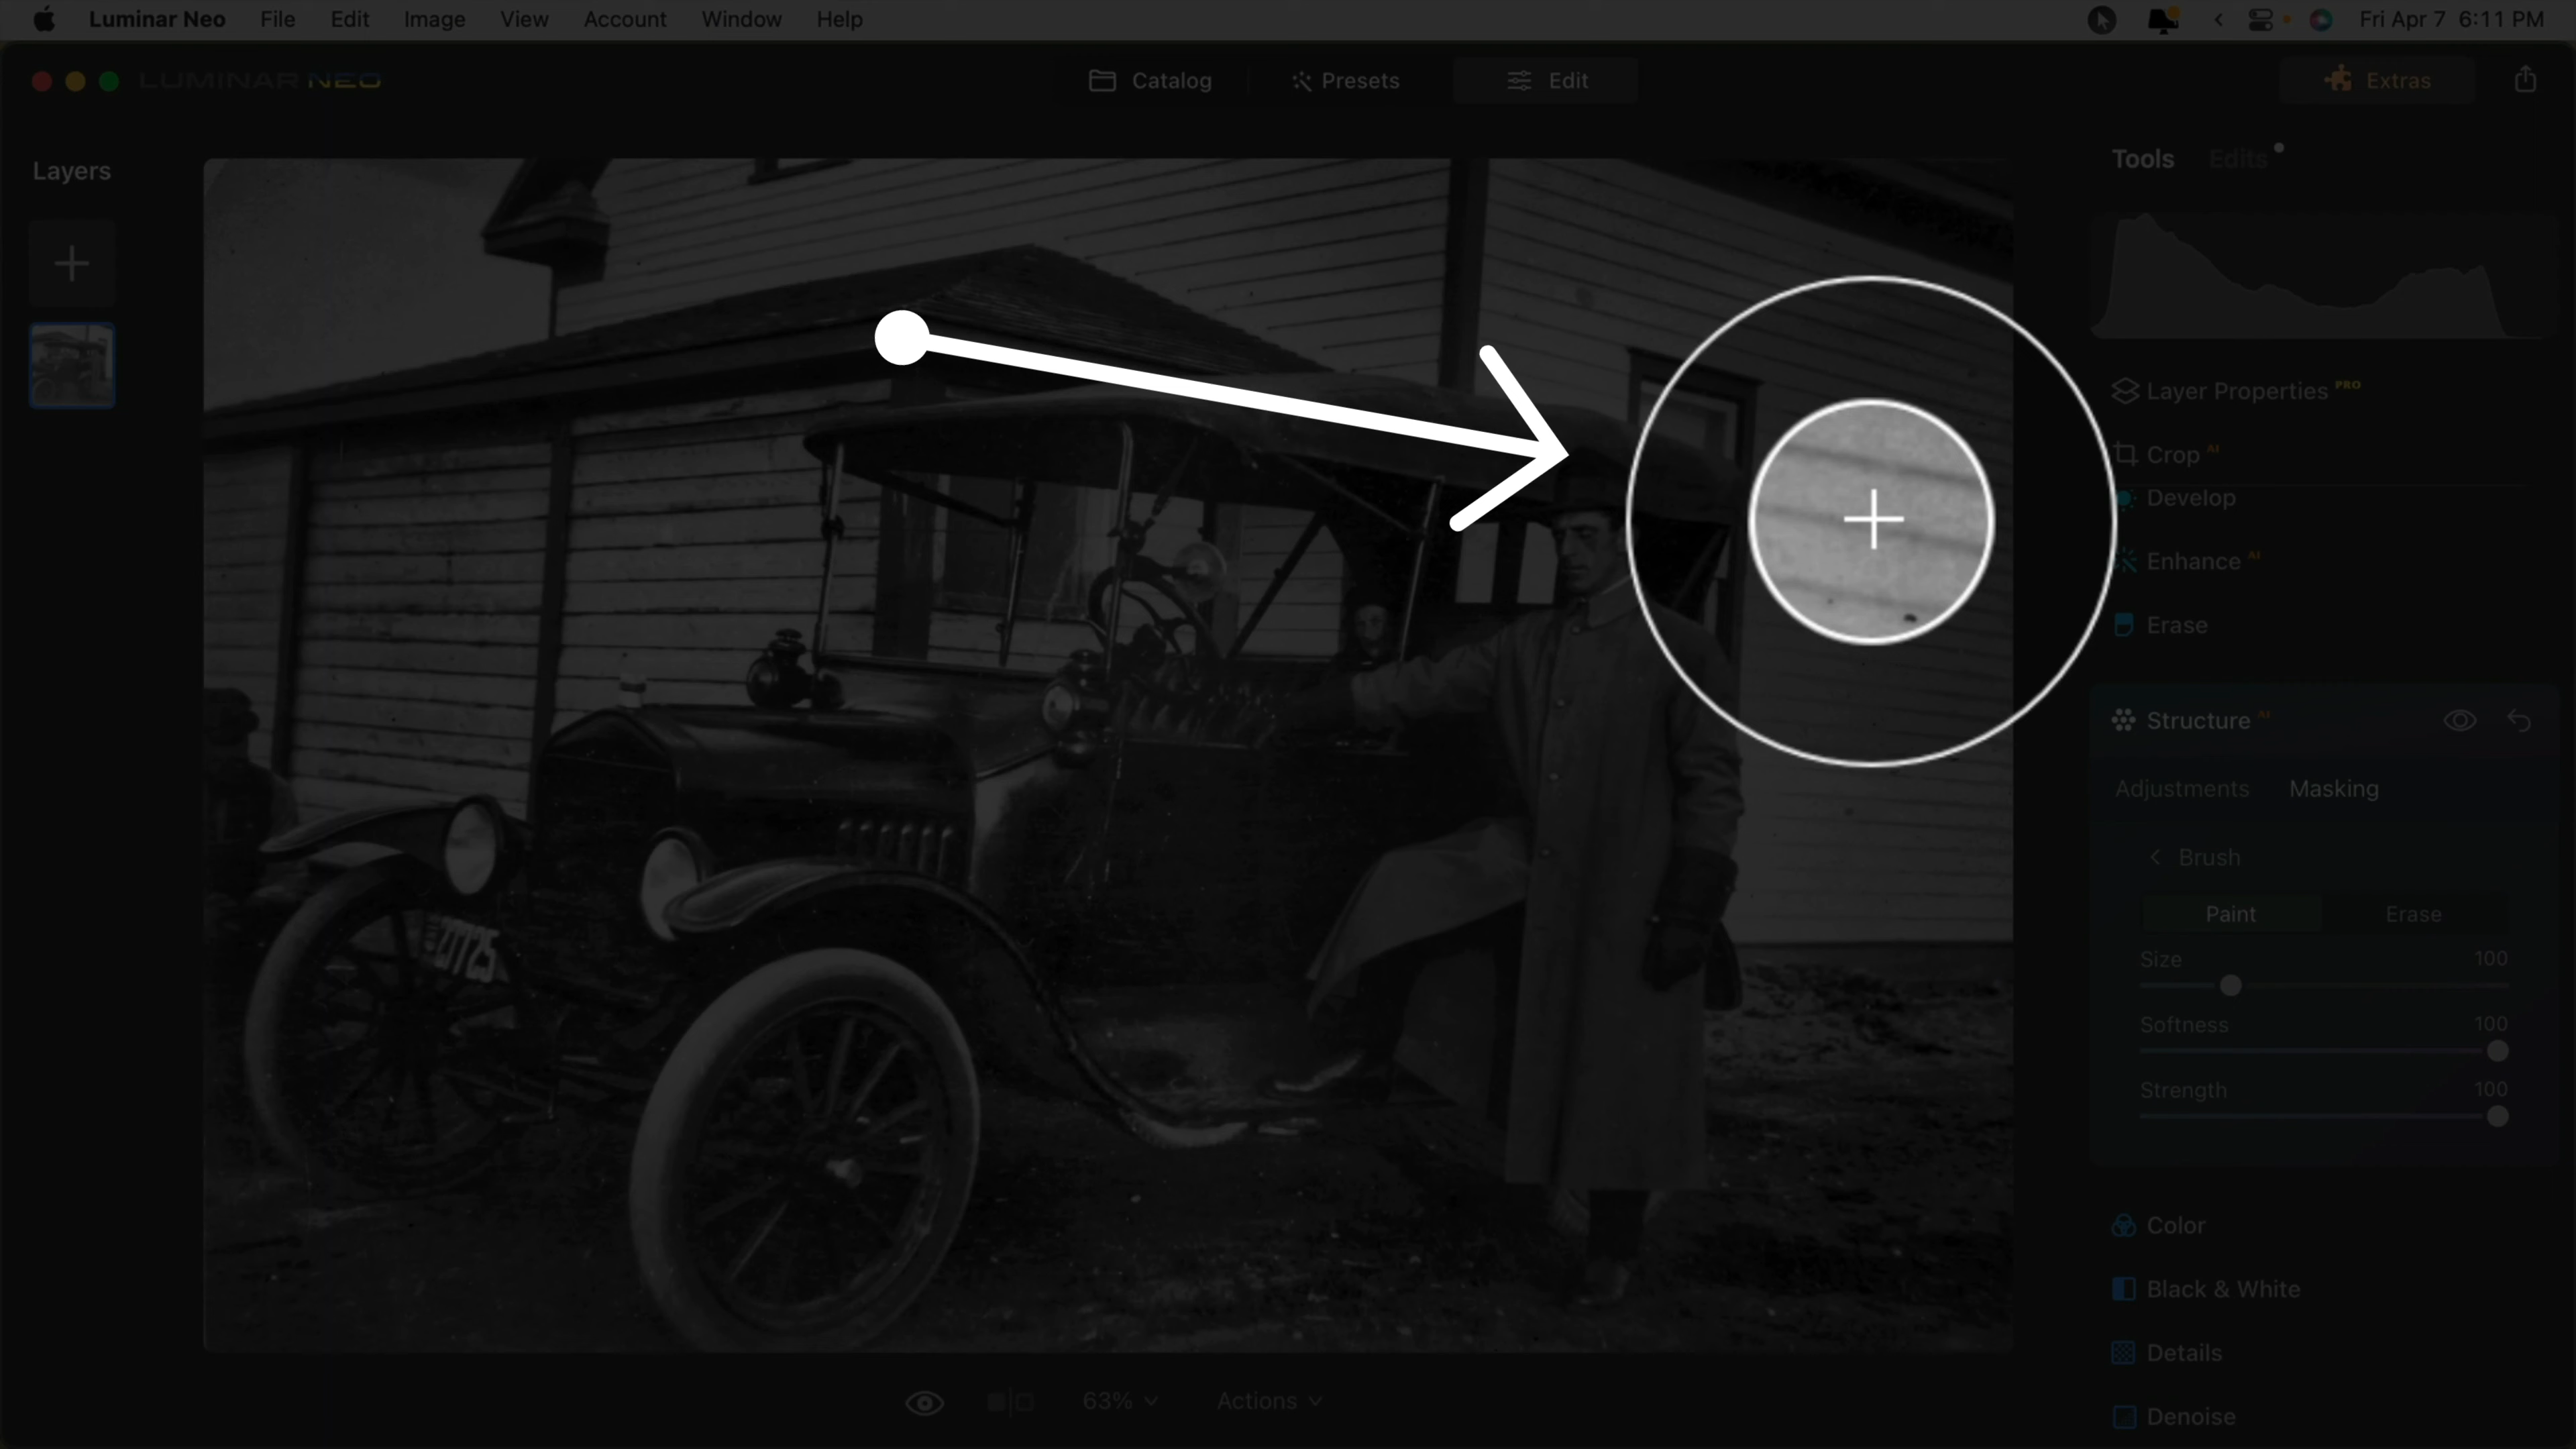 Luminar Neo File Edit Image View Account Window Help Fri Apr 7 6:11 PM
LUMINAR NEO Catalog Presets Edit Extras
Layers
Tools Edits
Layer Properties PRO
Crop AI
Develop
Enhance AI
Erase
Structure AI
Adjustments Masking
Brush
Paint Erase
Size 100
Softness 100
Strength 100
Color
Black & White
Details
Denoise
27725
63% Actions